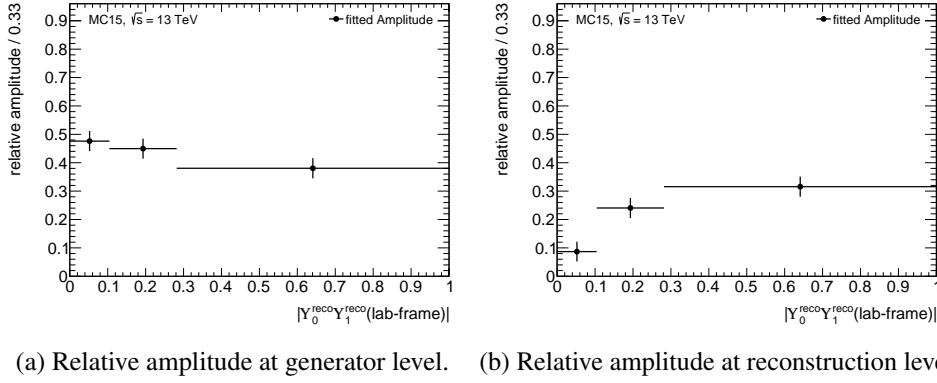 MC15, √s = 13 TeV
fitted Amplitude
relative amplitude / 0.33
0.9
0.8
0.7
0.6
0.5
0.4
0.3
0.2
0.1
0
0 0.1 0.2 0.3 0.4 0.5 0.6 0.7 0.8 0.9 1
|Y₀ʳᵉᶜᵒY₁ʳᵉᶜᵒ(lab-frame)|
(a) Relative amplitude at generator level.
MC15, √s = 13 TeV
fitted Amplitude
relative amplitude / 0.33
0.9
0.8
0.7
0.6
0.5
0.4
0.3
0.2
0.1
0
0 0.1 0.2 0.3 0.4 0.5 0.6 0.7 0.8 0.9 1
|Y₀ʳᵉᶜᵒY₁ʳᵉᶜᵒ(lab-frame)|
(b) Relative amplitude at reconstruction leve